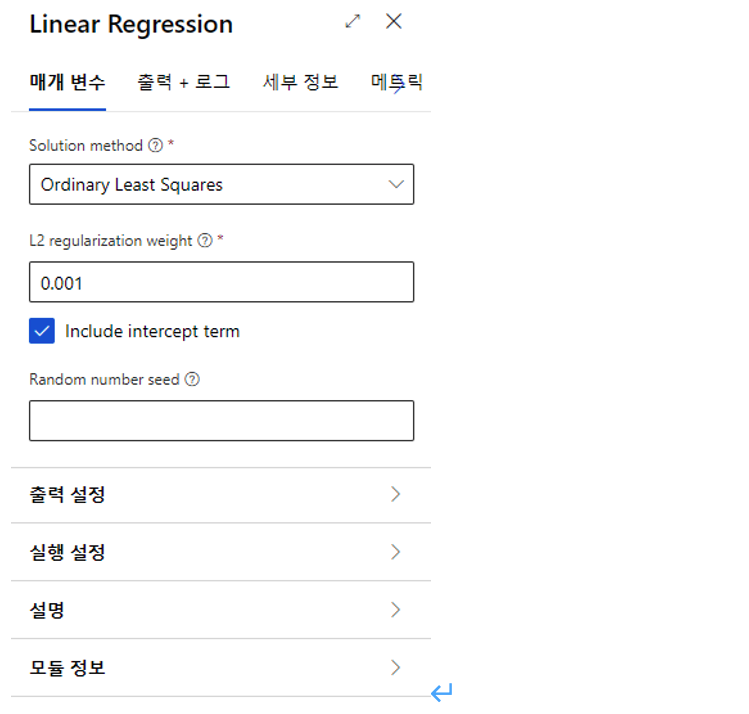 Linear Regression
매개 변수 출력 + 로그 세부 정보 메트릭
Solution method ? *
Ordinary Least Squares
L2 regularization weight ? *
0.001
Include intercept term
Random number seed ?
출력 설정
실행 설정
설명
모듈 정보